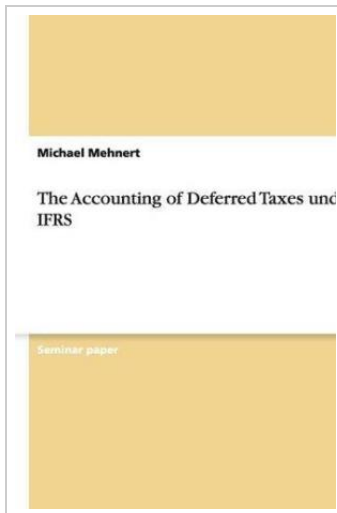 Michael Mehnert
The Accounting of Deferred Taxes und
IFRS
Seminar paper